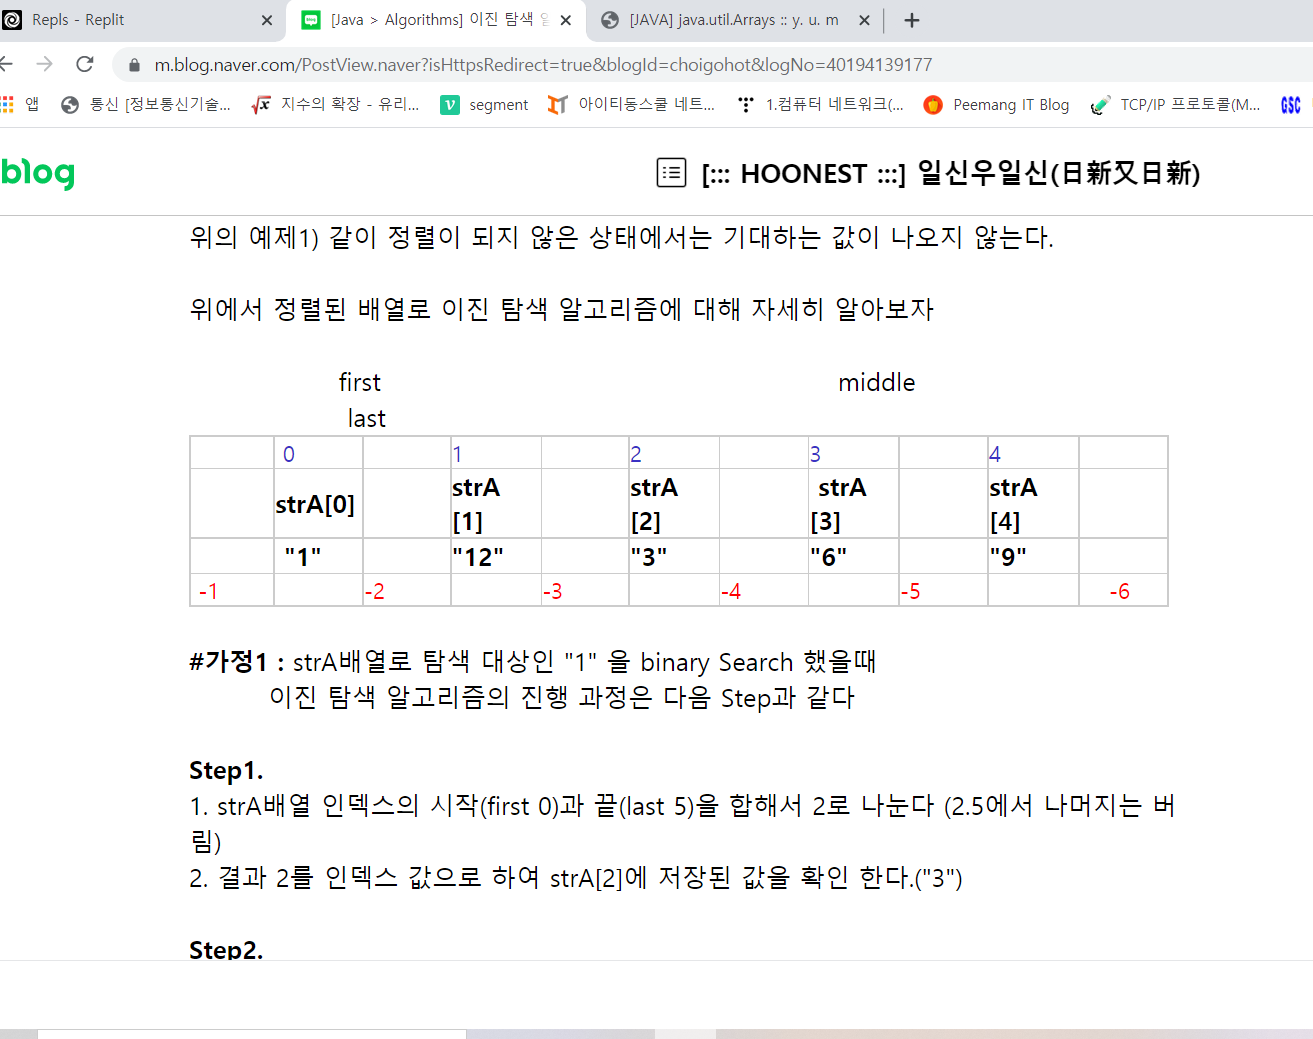 Repls - Replit
[Java > Algorithms] 이진 탐색
[JAVA] java.util.Arrays :: y. u. m
m.blog.naver.com/PostView.naver?isHttpsRedirect=true&blogId=choigohot&logNo=40194139177
앱 통신 [정보통신기술... 지수의 확장 - 유리... segment 아이티동스쿨 네트... 1.컴퓨터 네트워크(... Peemang IT Blog TCP/IP 프로토콜(M... GSC
blog
[::: HOONEST :::] 일신우일신(日新又日新)
위의 예제1) 같이 정렬이 되지 않은 상태에서는 기대하는 값이 나오지 않는다.
위에서 정렬된 배열로 이진 탐색 알고리즘에 대해 자세히 알아보자
first middle
last
0 1 2 3 4
strA[0] strA [1] strA [2] strA [3] strA [4]
"1" "12" "3" "6" "9"
-1 -2 -3 -4 -5 -6
#가정1 : strA배열로 탐색 대상인 "1" 을 binary Search 했을때
이진 탐색 알고리즘의 진행 과정은 다음 Step과 같다
Step1.
1. strA배열 인덱스의 시작(first 0)과 끝(last 5)을 합해서 2로 나눈다 (2.5에서 나머지는 버
림)
2. 결과 2를 인덱스 값으로 하여 strA[2]에 저장된 값을 확인 한다.("3")
Step2.